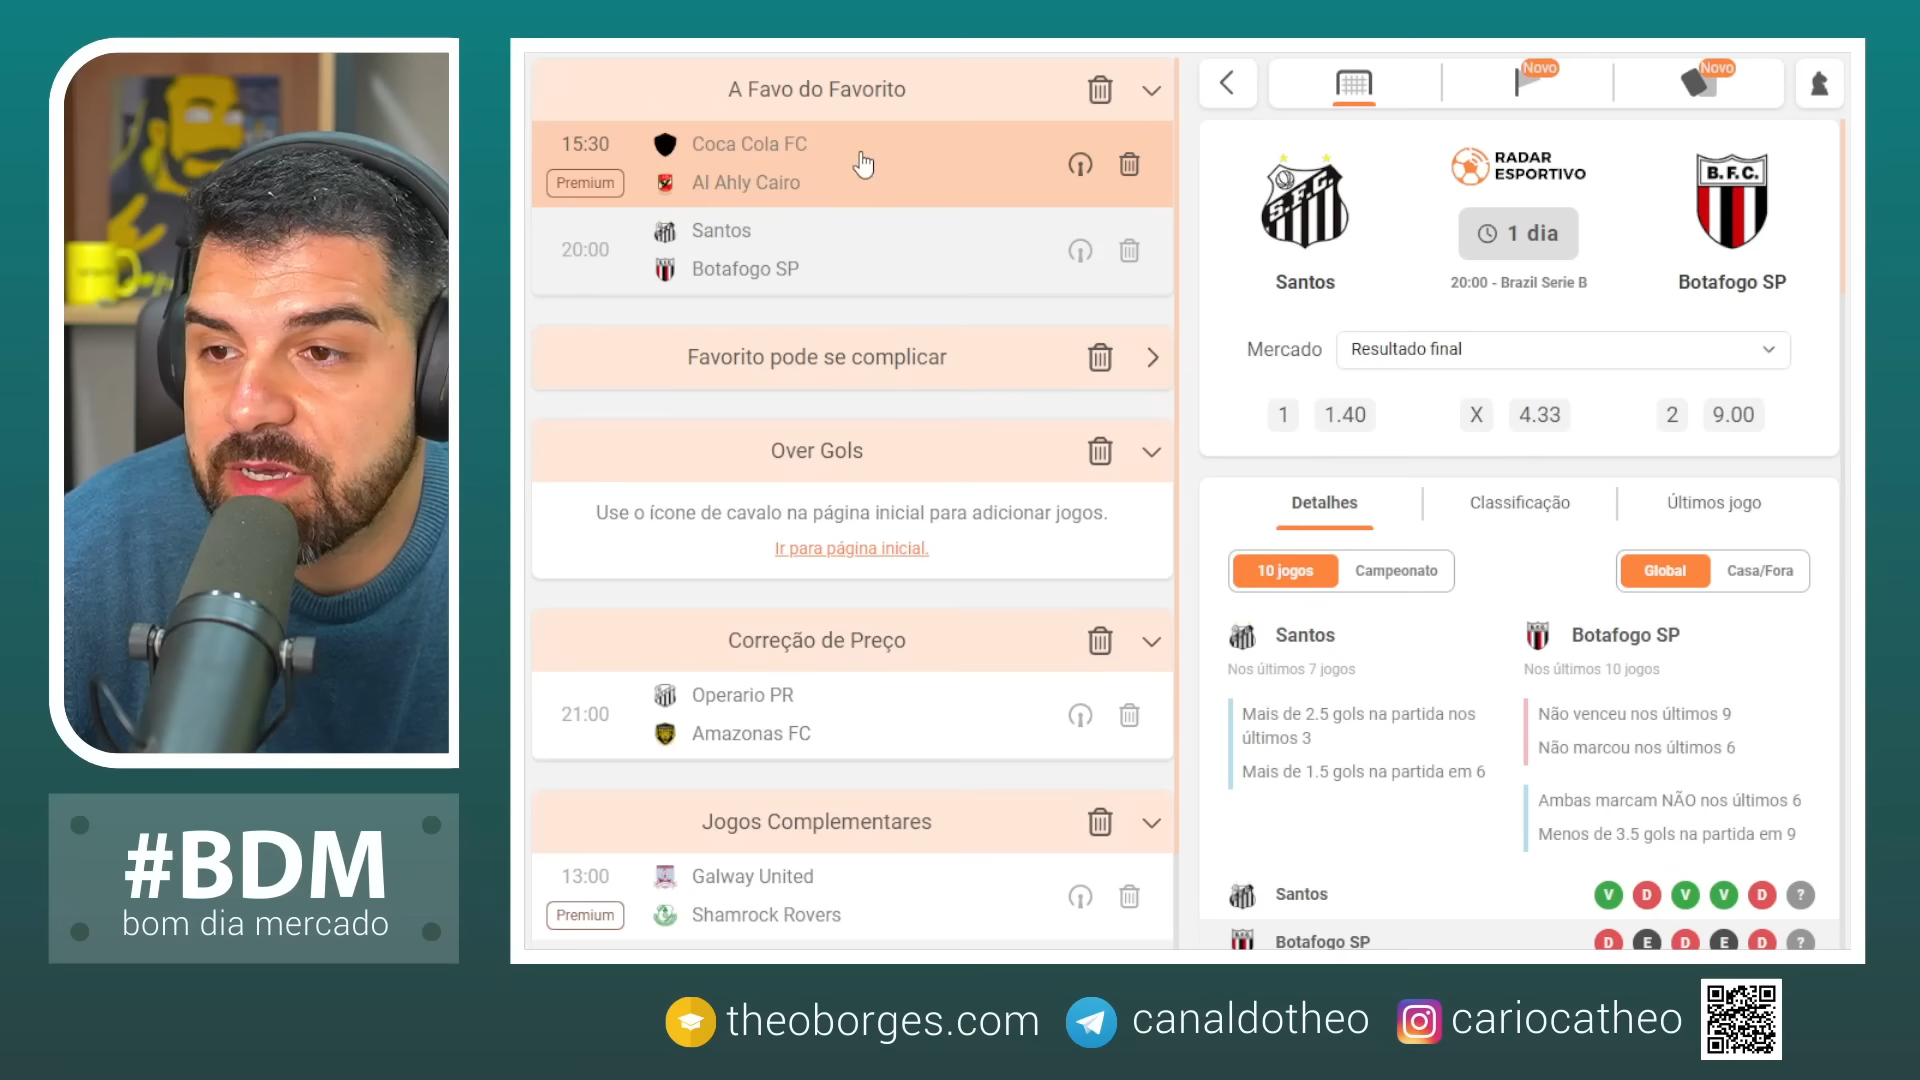 #BDM
bom dia mercado
A Favo do Favorito
15:30
Premium
Coca Cola FC
Al Ahly Cairo
20:00
Santos
Botafogo SP
Favorito pode se complicar
Over Gols
Use o ícone de cavalo na página inicial para adicionar jogos.
Ir para página inicial.
Correção de Preço
21:00
Operario PR
Amazonas FC
Jogos Complementares
13:00
Premium
Galway United
Shamrock Rovers
Novo
Novo
S.F.C.
Santos
RADAR
ESPORTIVO
1 dia
20:00 - Brazil Serie B
B.F.C.
Botafogo SP
Mercado
Resultado final
1 1.40 X 4.33 2 9.00
Detalhes Classificação Últimos jogo
10 jogos Campeonato Global Casa/Fora
Santos
Nos últimos 7 jogos
Mais de 2.5 gols na partida nos
últimos 3
Mais de 1.5 gols na partida em 6
Botafogo SP
Nos últimos 10 jogos
Não venceu nos últimos 9
Não marcou nos últimos 6
Ambas marcam NÃO nos últimos 6
Menos de 3.5 gols na partida em 9
Santos V D V V D ?
Botafogo SP D E D E D ?
theoborges.com canaldotheo cariocatheo